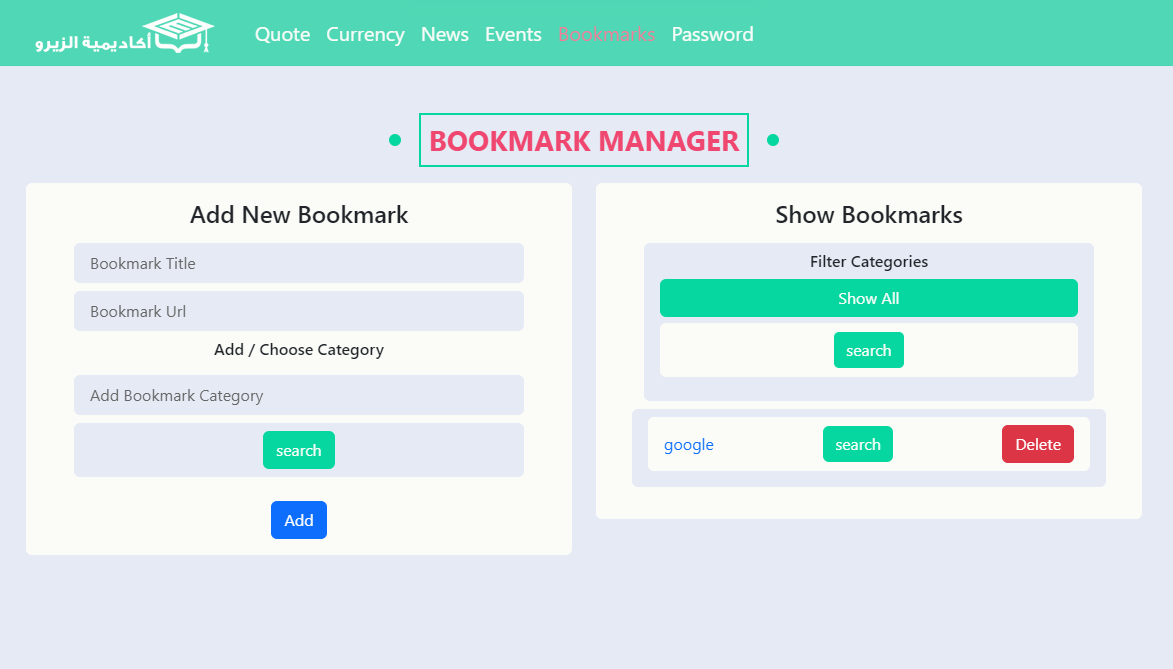 أكاديمية الزيرو
Quote Currency News Events Bookmarks Password
BOOKMARK MANAGER
Add New Bookmark
Bookmark Title
Bookmark Url
Add / Choose Category
Add Bookmark Category
search
Add
Show Bookmarks
Filter Categories
Show All
search
google search Delete